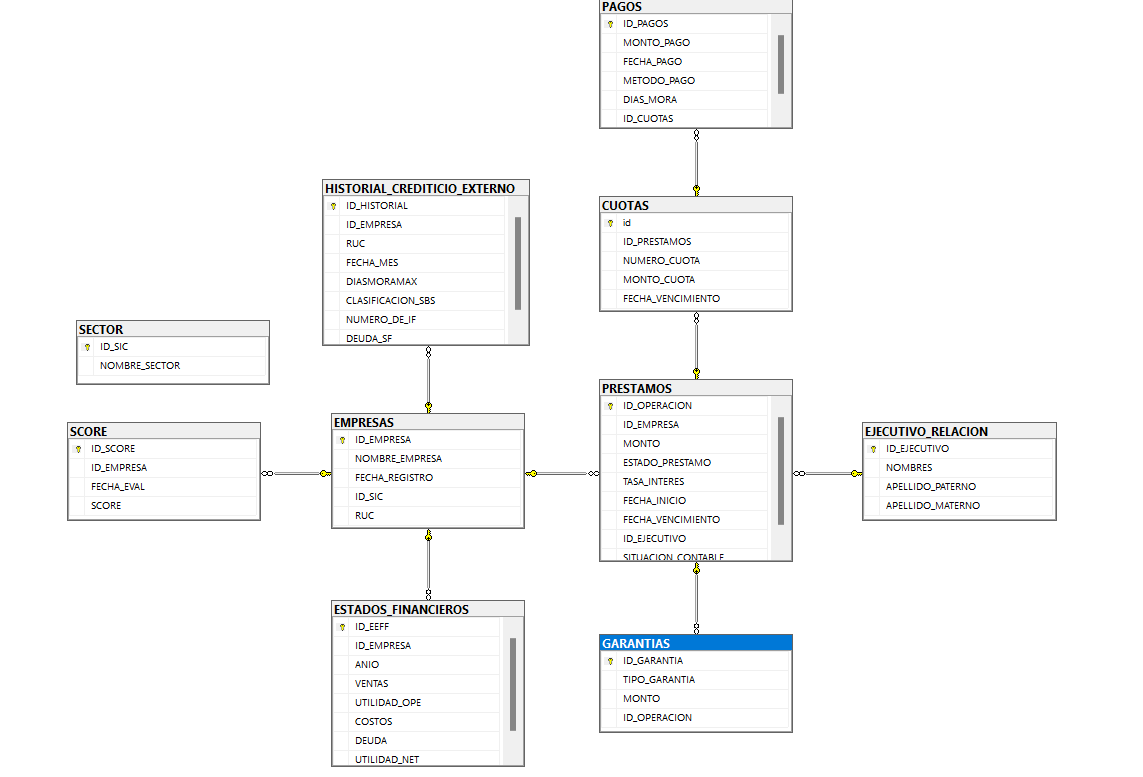 PAGOS
ID_PAGOS
MONTO_PAGO
FECHA_PAGO
METODO_PAGO
DIAS_MORA
ID_CUOTAS
HISTORIAL_CREDITICIO_EXTERNO
ID_HISTORIAL
ID_EMPRESA
RUC
FECHA_MES
DIASMORAMAX
CLASIFICACION_SBS
NUMERO_DE_IF
DEUDA_SF
CUOTAS
id
ID_PRESTAMOS
NUMERO_CUOTA
MONTO_CUOTA
FECHA_VENCIMIENTO
SECTOR
ID_SIC
NOMBRE_SECTOR
SCORE
ID_SCORE
ID_EMPRESA
FECHA_EVAL
SCORE
EMPRESAS
ID_EMPRESA
NOMBRE_EMPRESA
FECHA_REGISTRO
ID_SIC
RUC
PRESTAMOS
ID_OPERACION
ID_EMPRESA
MONTO
ESTADO_PRESTAMO
TASA_INTERES
FECHA_INICIO
FECHA_VENCIMIENTO
ID_EJECUTIVO
SITUACION_CONTABLE
EJECUTIVO_RELACION
ID_EJECUTIVO
NOMBRES
APELLIDO_PATERNO
APELLIDO_MATERNO
ESTADOS_FINANCIEROS
ID_EEFF
ID_EMPRESA
ANIO
VENTAS
UTILIDAD_OPE
COSTOS
DEUDA
UTILIDAD_NET
GARANTIAS
ID_GARANTIA
TIPO_GARANTIA
MONTO
ID_OPERACION